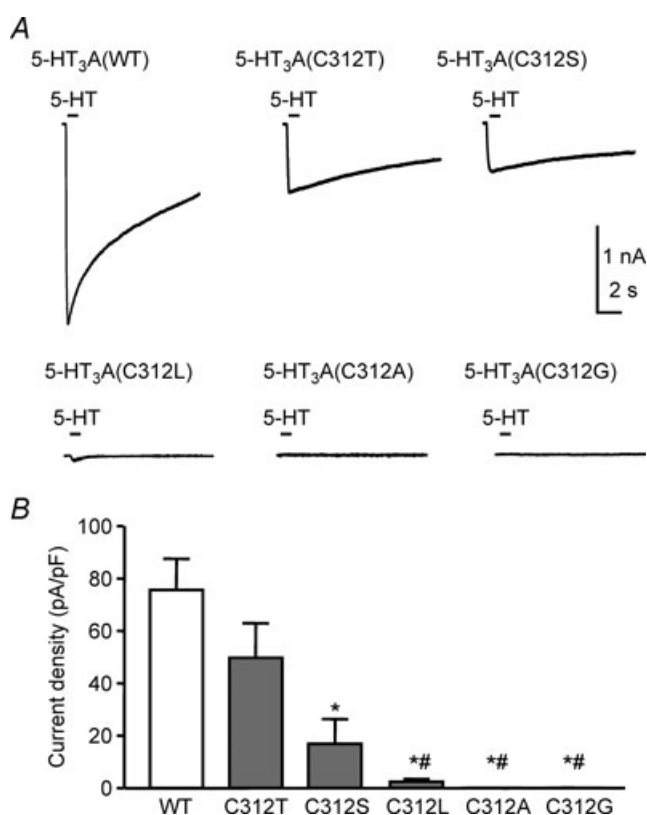 A
5-HT₃A(WT) 5-HT₃A(C312T) 5-HT₃A(C312S)
5-HT 5-HT 5-HT
1 nA
2 s
5-HT₃A(C312L) 5-HT₃A(C312A) 5-HT₃A(C312G)
5-HT 5-HT 5-HT
B
Current density (pA/pF)
100
80
60
40
20
0
*
*# *# *#
WT C312T C312S C312L C312A C312G